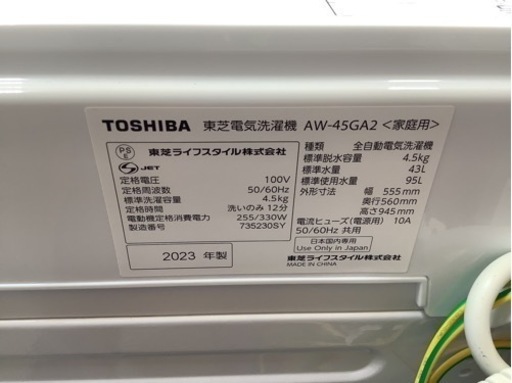 TOSHIBA 東芝電気洗濯機 AW-45GA2 <家庭用>
PS E
JET
東芝ライフスタイル株式会社
定格電圧 100V
定格周波数 50/60Hz
標準洗濯容量 4.5kg
定格時間 洗いのみ 12分
電動機定格消費電力 255/330W
製造番号 735230SY
2023 年製
種類 全自動電気洗濯機
標準脱水容量 4.5kg
標準水量 43L
標準使用水量 95L
外形寸法 幅 555mm
奥行560mm
高さ945mm
電流ヒューズ(電源用) 10A
50/60Hz 共用
日本国内専用
Use Only in Japan
東芝ライフスタイル株式会社
MADE IN CHINA